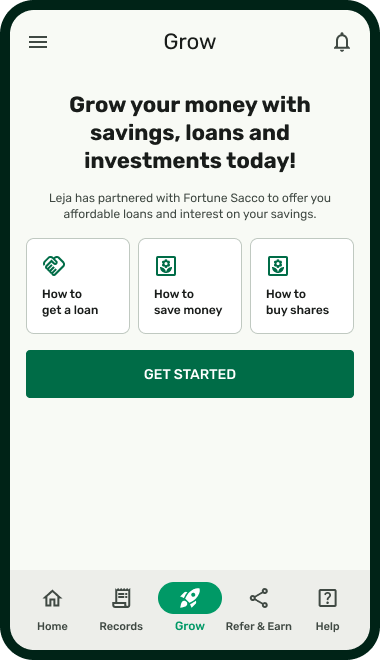 Grow
Grow your money with
savings, loans and
investments today!
Leja has partnered with Fortune Sacco to offer you
affordable loans and interest on your savings.
How to
get a loan
How to
save money
How to
buy shares
GET STARTED
Home
Records
Grow
Refer & Earn
Help